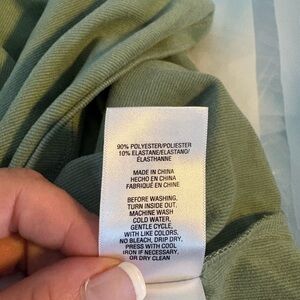 90% POLYESTER/POLIESTER
10% ELASTANE/ELASTANO/
ÉLASTHANNE
MADE IN CHINA
HECHO EN CHINA
FABRIQUÉ EN CHINE
BEFORE WASHING,
TURN INSIDE OUT.
MACHINE WASH
COLD WATER,
GENTLE CYCLE,
WITH LIKE COLORS.
NO BLEACH, DRIP DRY.
PRESS WITH COOL
IRON IF NECESSARY,
OR DRY CLEAN